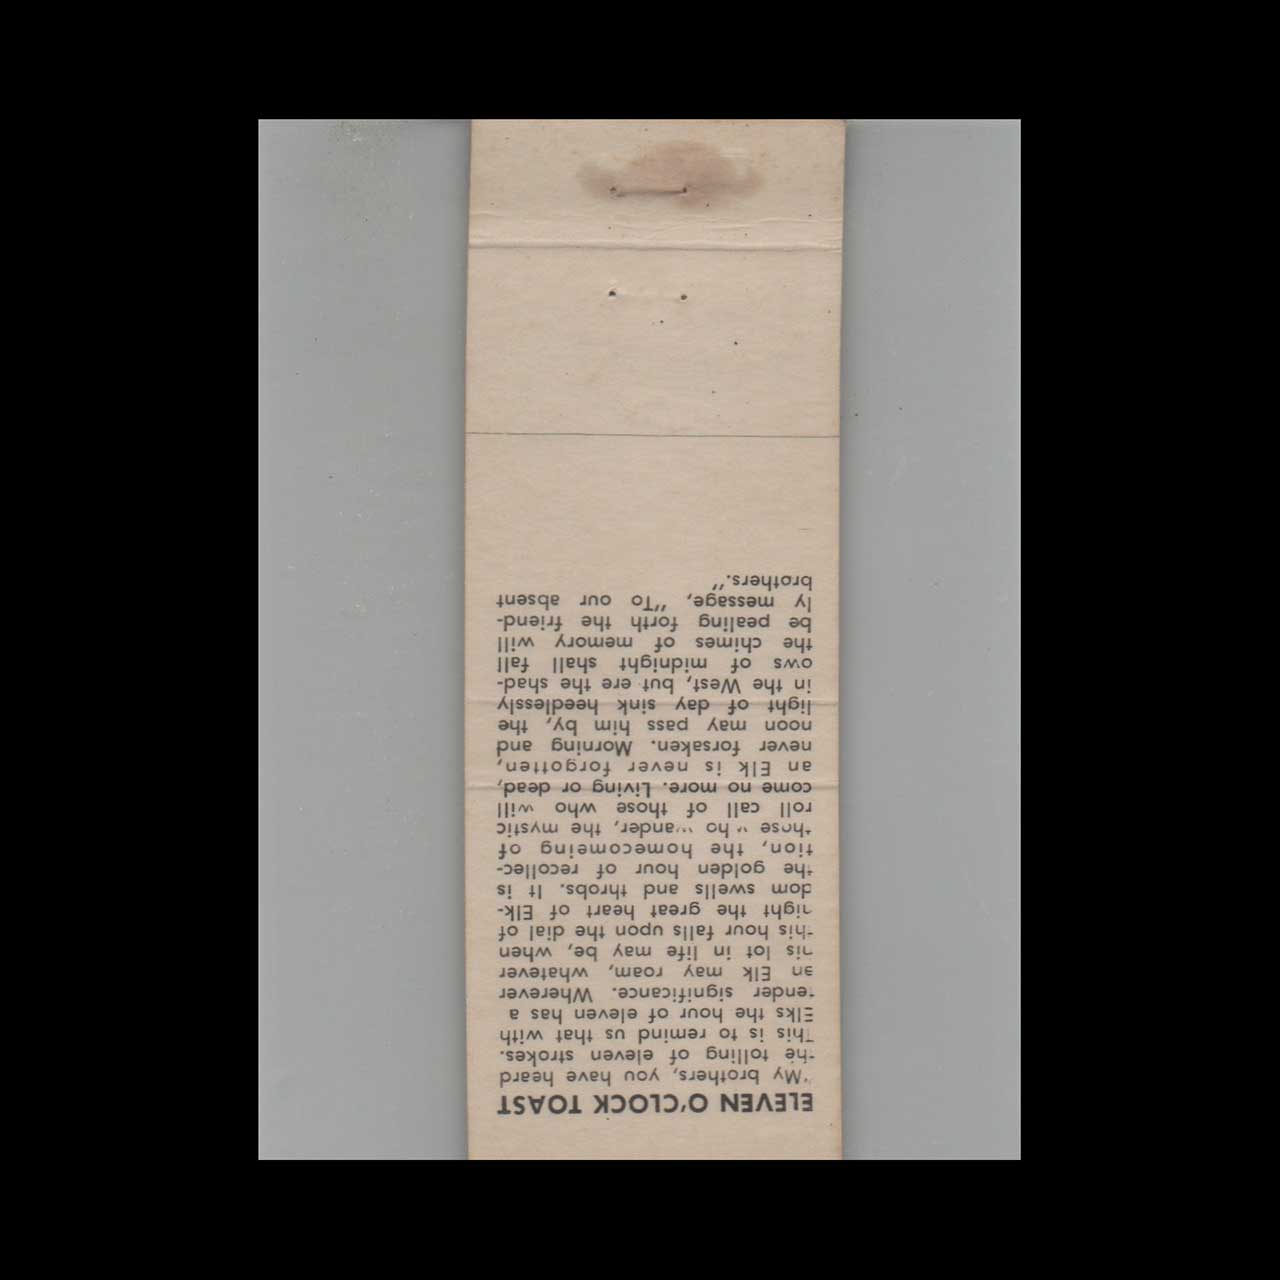 ELEVEN O'CLOCK TOAST
"My brothers, you have heard
the tolling of eleven strokes.
This is to remind us that with
Elks the hour of eleven has a
tender significance. Wherever
an Elk may roam, whatever
his lot in life may be, when
this hour falls upon the dial of
night the great heart of Elk-
dom swells and throbs. It is
the golden hour of recollec-
tion, the homecomeing of
those who wander, the mystic
roll call of those who will
come no more. Living or dead,
an Elk is never forgotten,
never forsaken. Morning and
noon may pass him by, the
light of day sink heedlessly
in the West, but ere the shad-
ows of midnight shall fall
the chimes of memory will
be pealing forth the friend-
ly message, "To our absent
brothers."